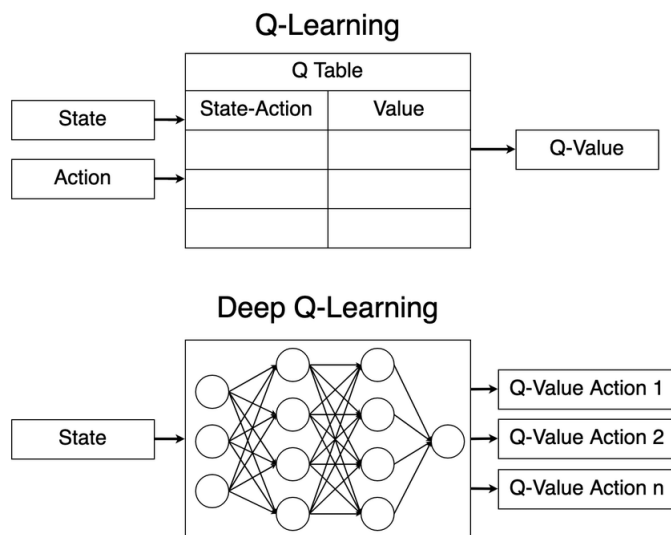 Q-Learning
Q Table
State-Action Value
State
Action
Q-Value
Deep Q-Learning
State
Q-Value Action 1
Q-Value Action 2
Q-Value Action n